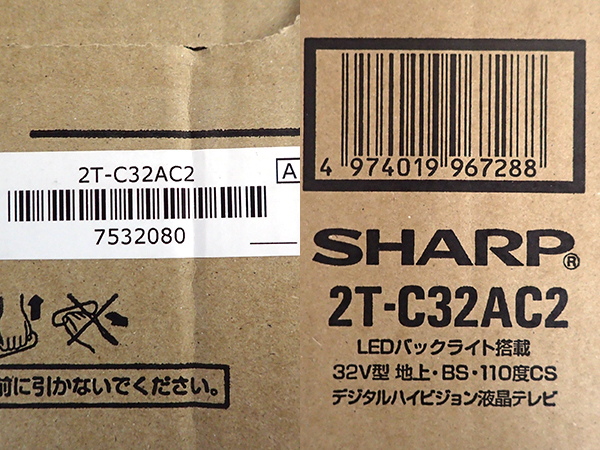 2T-C32AC2
A
7532080
前に引かないでください。
4 974019 967288
SHARP®
2T-C32AC2
LEDバックライト搭載
32V型 地上・BS・110度CS
デジタルハイビジョン液晶テレビ